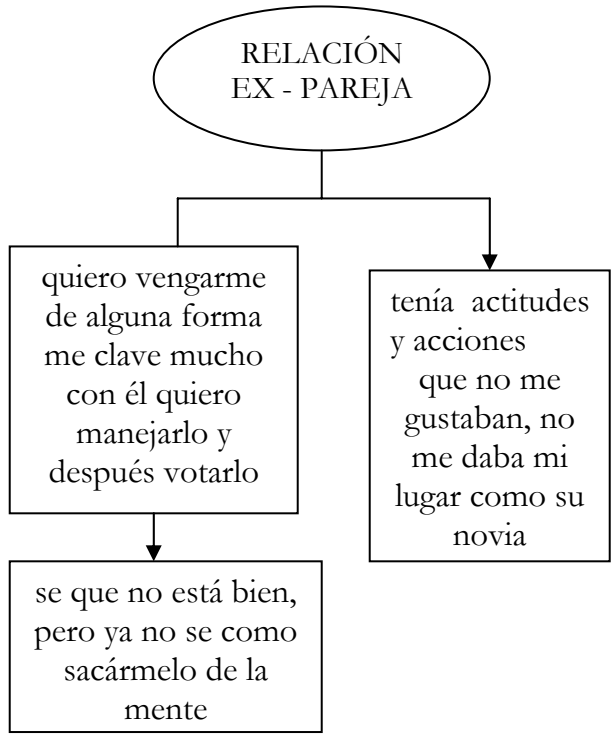 RELACIÓN
EX - PAREJA
quiero vengarme
de alguna forma
me clave mucho
con él quiero
manejarlo y
después votarlo
se que no está bien,
pero ya no se como
sacármelo de la
mente
tenía actitudes
y acciones
que no me
gustaban, no
me daba mi
lugar como su
novia